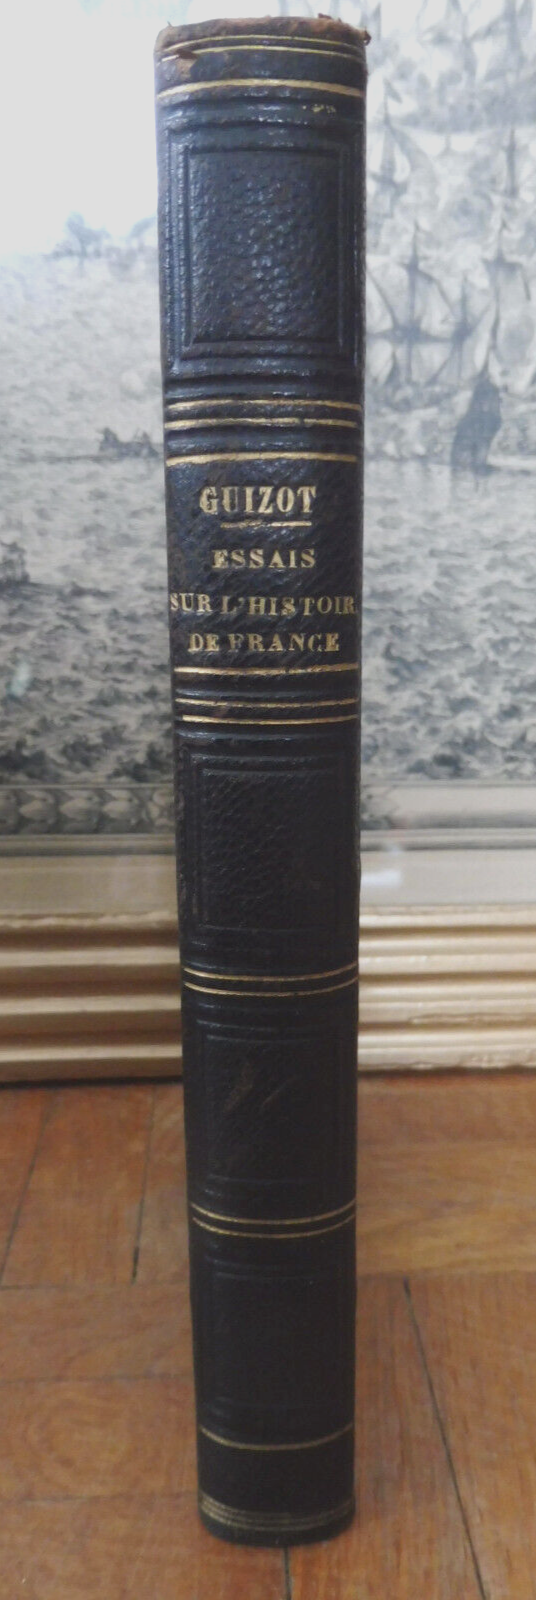 GUIZOT
ESSAIS
SUR L'HISTOIR
DE FRANCE